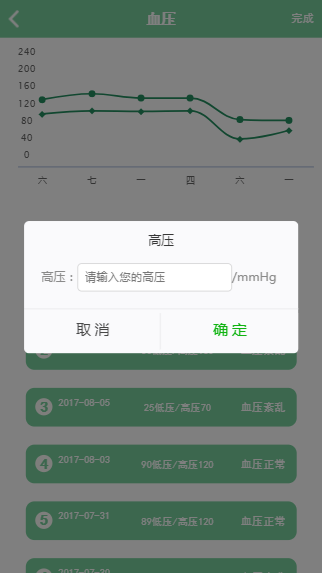 血压
完成
240
200
160
120
80
40
0
六 七 一 四 六 一
高压
高压： 请输入您的高压 /mmHg
取消 确定
3 2017-08-05 25低压/高压70 血压紊乱
4 2017-08-03 90低压/高压120 血压正常
5 2017-07-31 89低压/高压120 血压正常